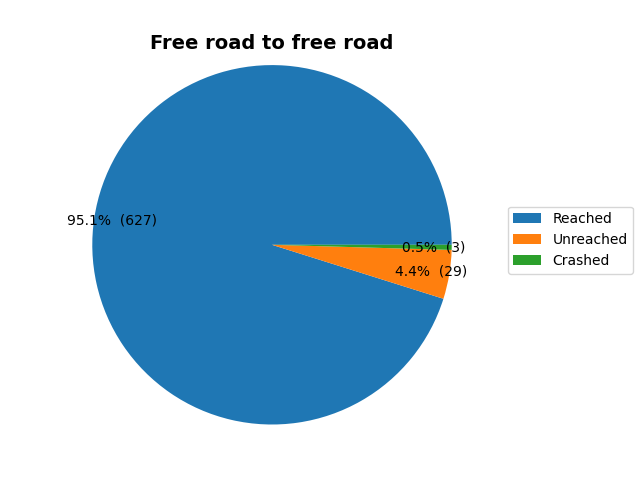 Free road to free road
95.1%  (627)
0.5%  (3)
4.4%  (29)
Reached
Unreached
Crashed